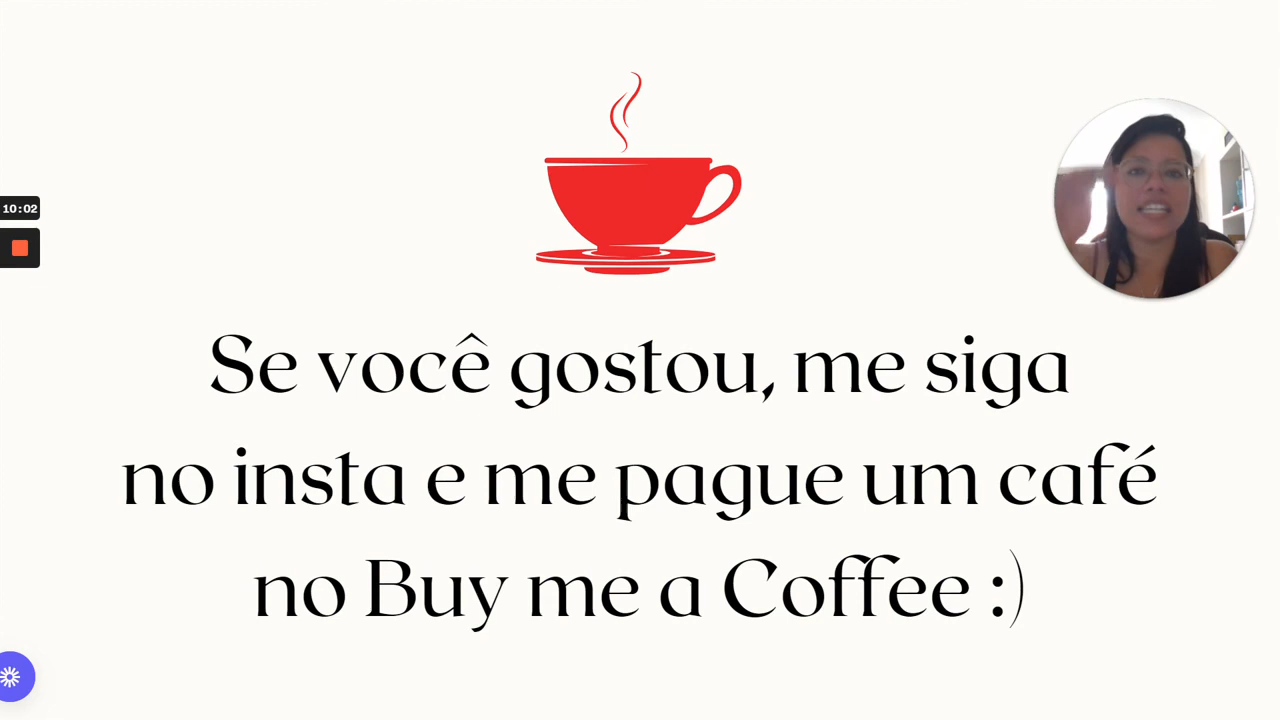 10:02
Se você gostou, me siga
no insta e me pague um café
no Buy me a Coffee :)